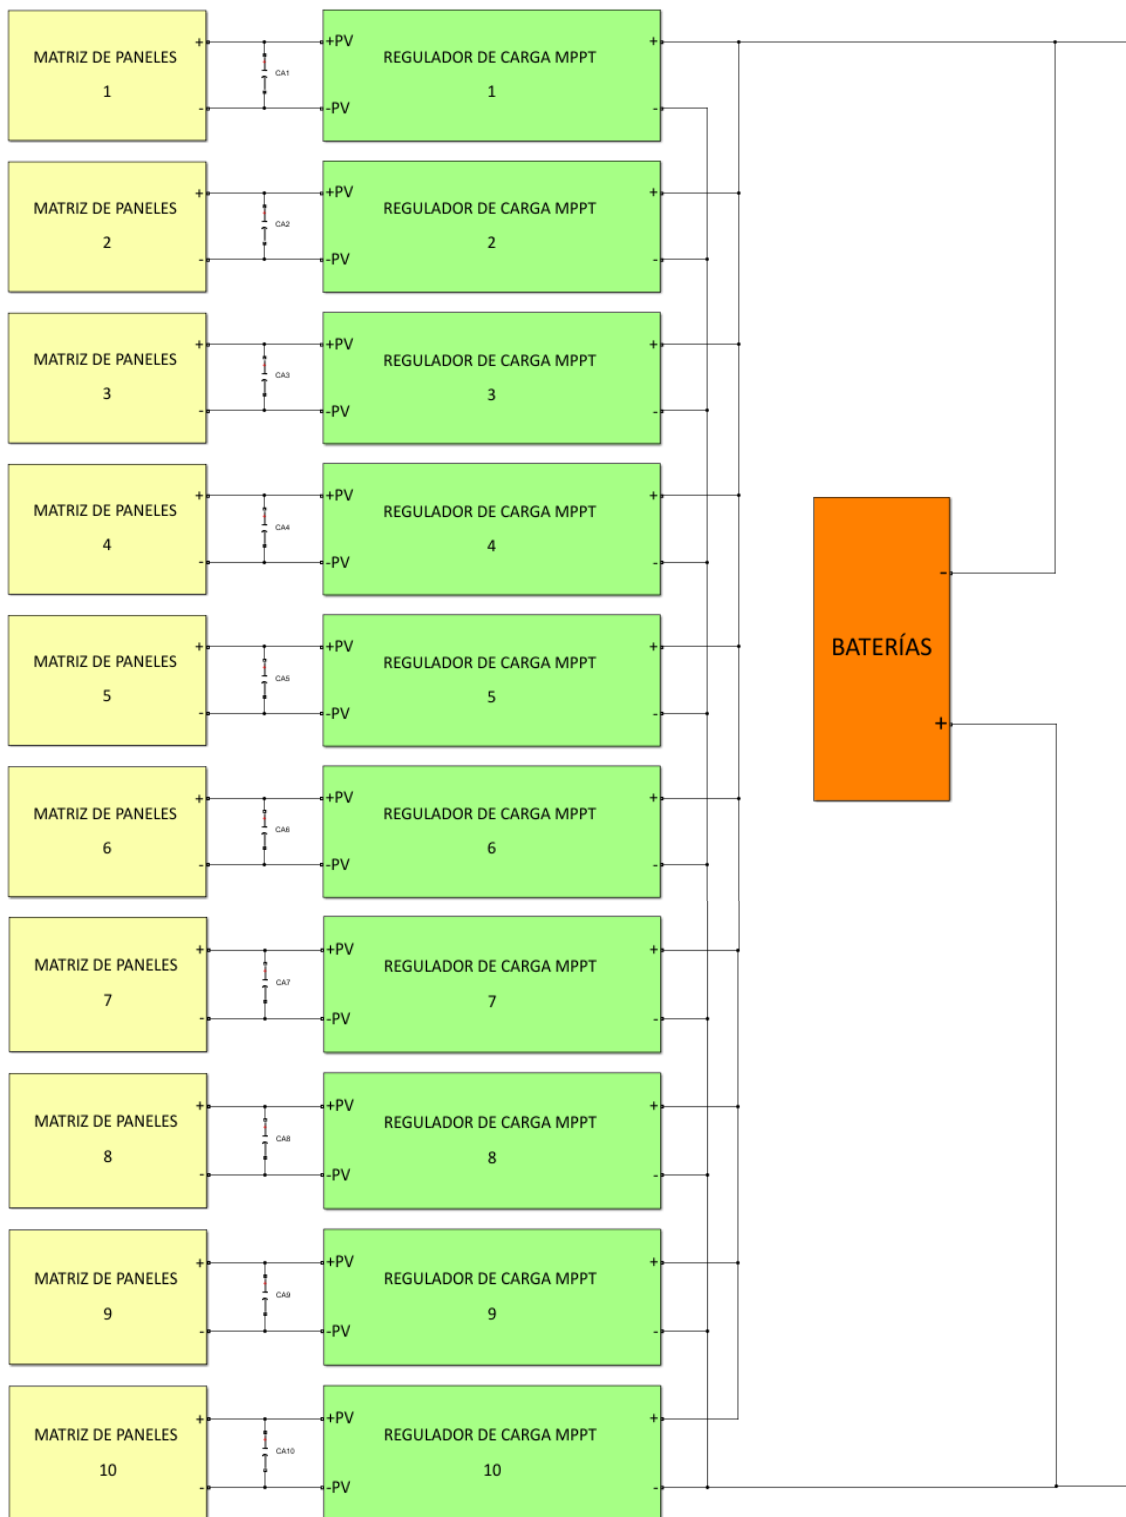 MATRIZ DE PANELES
1
+
-
CA1
+PV
-PV
REGULADOR DE CARGA MPPT
1
+
-
MATRIZ DE PANELES
2
+
-
CA2
+PV
-PV
REGULADOR DE CARGA MPPT
2
+
-
MATRIZ DE PANELES
3
+
-
CA3
+PV
-PV
REGULADOR DE CARGA MPPT
3
+
-
MATRIZ DE PANELES
4
+
-
CA4
+PV
-PV
REGULADOR DE CARGA MPPT
4
+
-
MATRIZ DE PANELES
5
+
-
CA5
+PV
-PV
REGULADOR DE CARGA MPPT
5
+
-
MATRIZ DE PANELES
6
+
-
CA6
+PV
-PV
REGULADOR DE CARGA MPPT
6
+
-
MATRIZ DE PANELES
7
+
-
CA7
+PV
-PV
REGULADOR DE CARGA MPPT
7
+
-
MATRIZ DE PANELES
8
+
-
CA8
+PV
-PV
REGULADOR DE CARGA MPPT
8
+
-
MATRIZ DE PANELES
9
+
-
CA9
+PV
-PV
REGULADOR DE CARGA MPPT
9
+
-
MATRIZ DE PANELES
10
+
-
CA10
+PV
-PV
REGULADOR DE CARGA MPPT
10
+
-
-
BATERÍAS
+